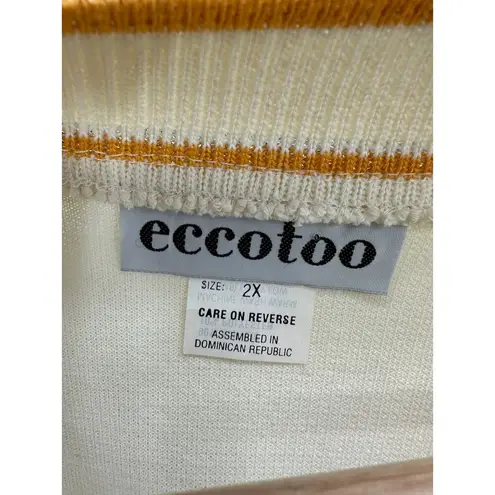 eccotoo
SIZE: 2X
CARE ON REVERSE
ASSEMBLED IN
DOMINICAN REPUBLIC